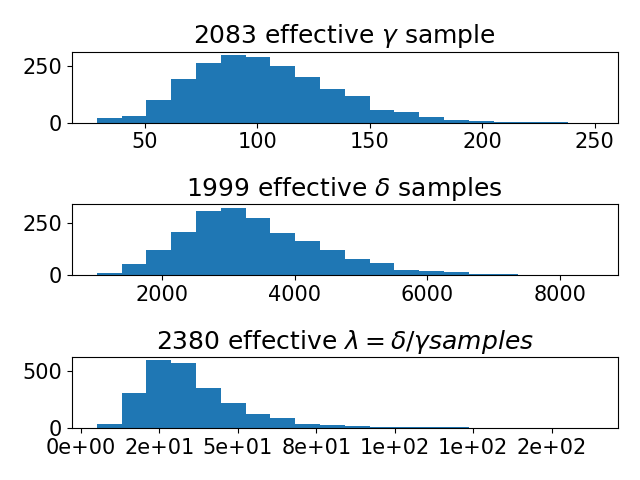 2083 effective γ sample
250
0
50 100 150 200 250
1999 effective δ samples
250
0
2000 4000 6000 8000
2380 effective λ = δ/γsamples
500
0
0e+00 2e+01 5e+01 8e+01 1e+02 1e+02 2e+02